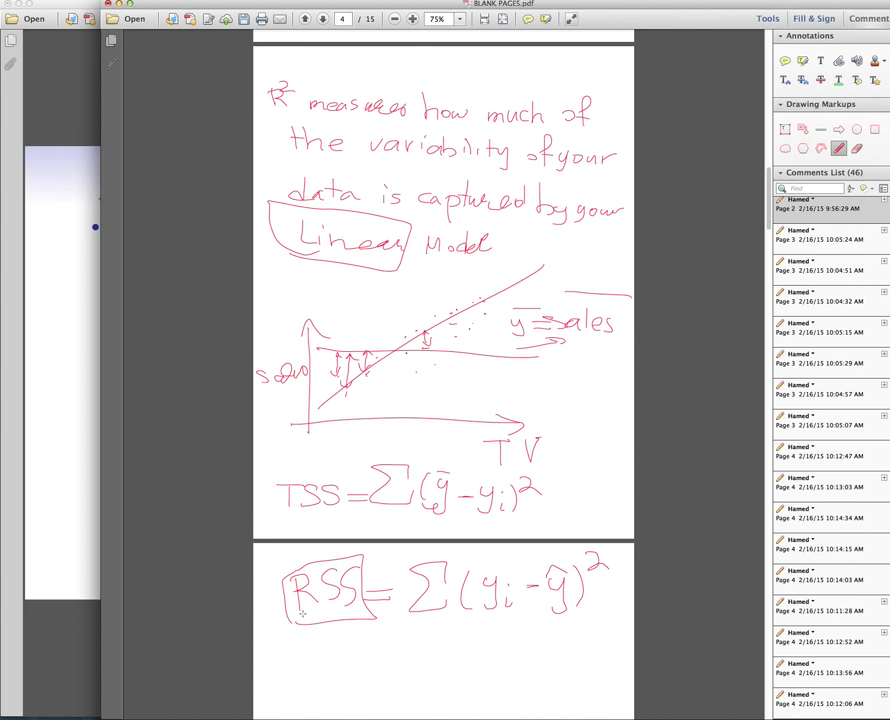 BLANK PAGES.pdf
Open
Open
4 / 15
75%
Tools
Fill & Sign
Comment
R² measures how much of
the variability of your
data is captured by your
Linear Model
ȳ = sales
sales
TV
TSS = Σ(ȳ - yi)²
RSS = Σ(yi - ŷ)²
Annotations
Drawing Markups
Comments List (46)
Find
Hamed
Page 2 2/16/15 9:56:29 AM
Hamed
Page 3 2/16/15 10:05:24 AM
Hamed
Page 3 2/16/15 10:04:51 AM
Hamed
Page 3 2/16/15 10:04:32 AM
Hamed
Page 3 2/16/15 10:05:15 AM
Hamed
Page 3 2/16/15 10:05:29 AM
Hamed
Page 3 2/16/15 10:04:57 AM
Hamed
Page 3 2/16/15 10:05:07 AM
Hamed
Page 4 2/16/15 10:12:47 AM
Hamed
Page 4 2/16/15 10:13:03 AM
Hamed
Page 4 2/16/15 10:14:34 AM
Hamed
Page 4 2/16/15 10:14:15 AM
Hamed
Page 4 2/16/15 10:14:03 AM
Hamed
Page 4 2/16/15 10:11:28 AM
Hamed
Page 4 2/16/15 10:12:52 AM
Hamed
Page 4 2/16/15 10:13:56 AM
Hamed
Page 4 2/16/15 10:12:06 AM